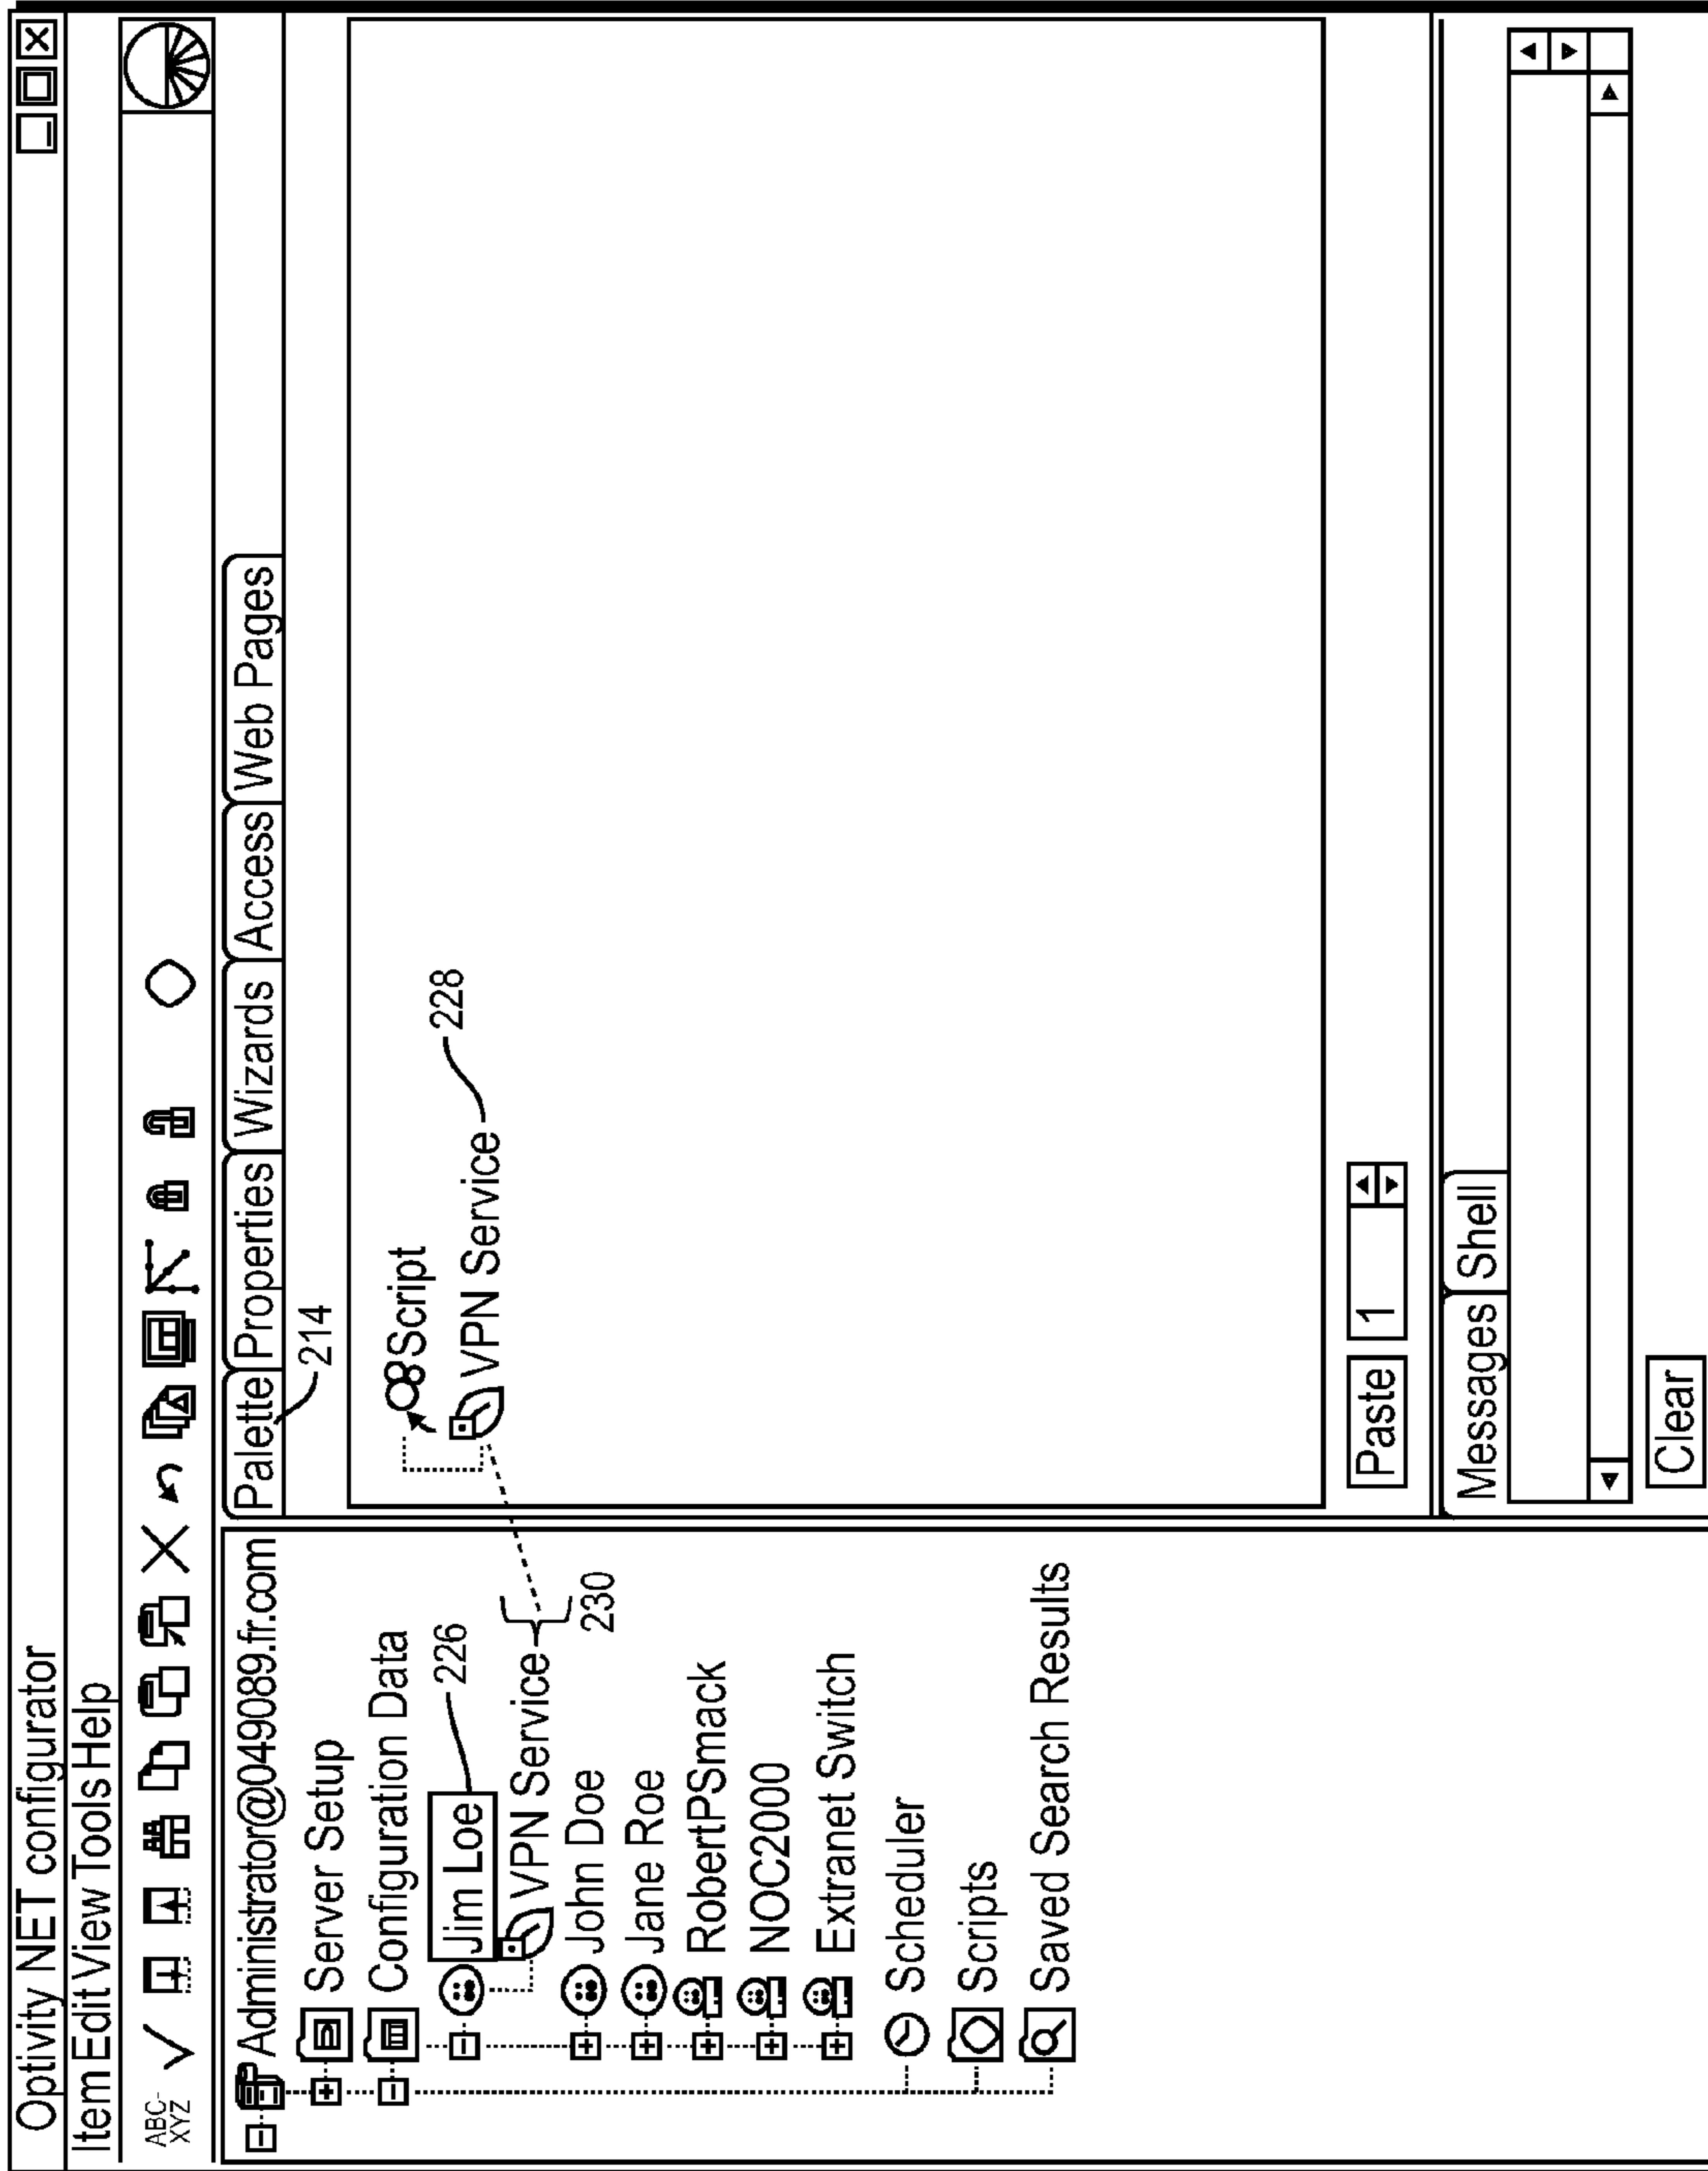 Optivity NET configurator
Item Edit View Tools Help
ABC-
XYZ
Administrator@049089.fr.com
Server Setup
Configuration Data
Jim Loe
226
VPN Service
230
John Doe
Jane Roe
RobertPSmack
NOC2000
Extranet Switch
Scheduler
Scripts
Saved Search Results
Palette Properties Wizards Access Web Pages
214
Script
VPN Service
228
Paste 1
Messages Shell
Clear